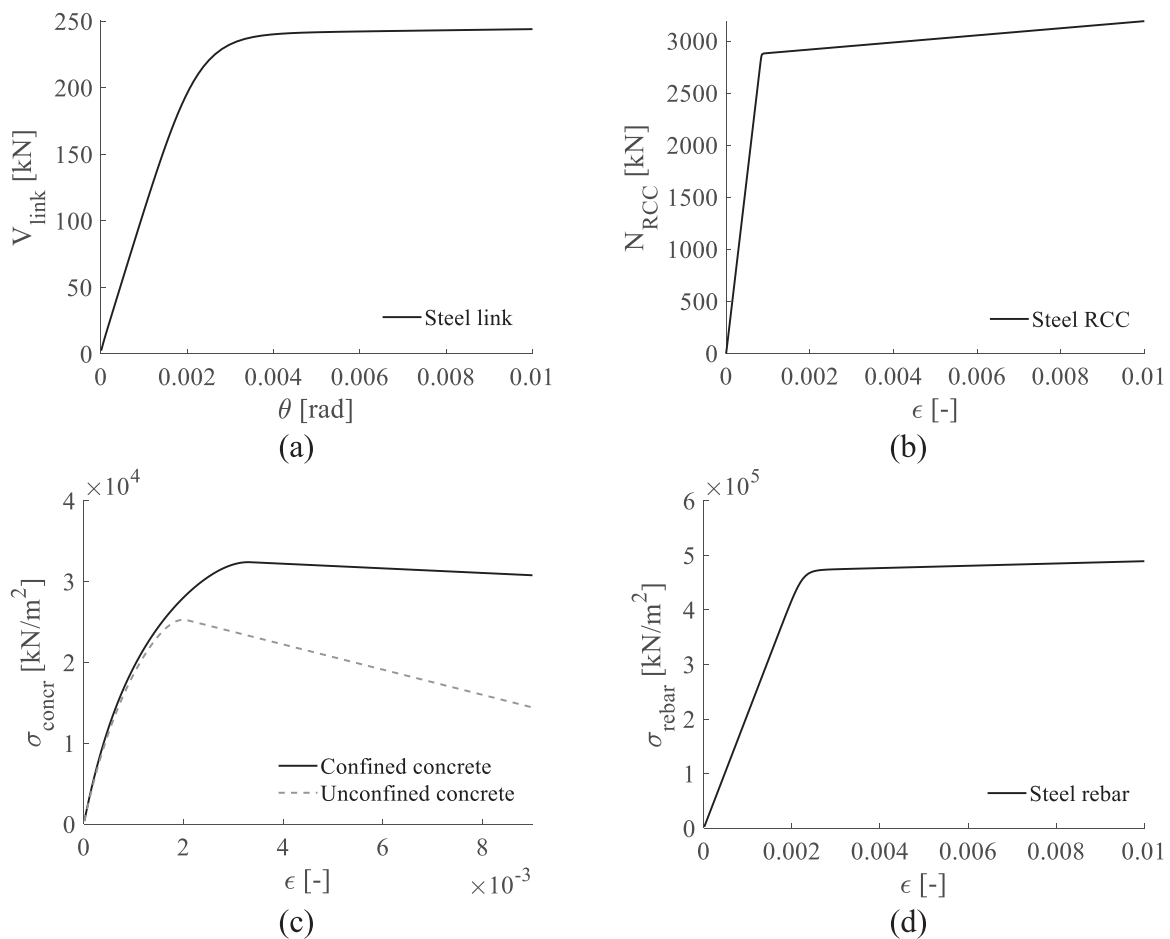 250
200
150
100
50
0
V_link [kN]
Steel link
0 0.002 0.004 0.006 0.008 0.01
θ [rad]
(a)
3000
2500
2000
1500
1000
500
0
N_RCC [kN]
Steel RCC
0 0.002 0.004 0.006 0.008 0.01
ϵ [-]
(b)
×10^4
4
3
2
1
0
σ_concr [kN/m^2]
Confined concrete
Unconfined concrete
0 2 4 6 8
×10^-3
ϵ [-]
(c)
×10^5
6
5
4
3
2
1
0
σ_rebar [kN/m^2]
Steel rebar
0 0.002 0.004 0.006 0.008 0.01
ϵ [-]
(d)